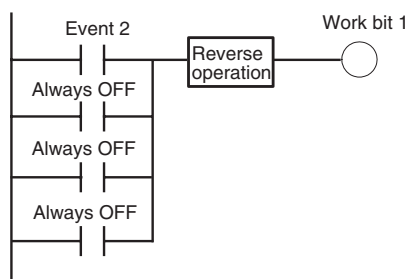 Work bit 1
Event 2
Reverse
operation
Always OFF
Always OFF
Always OFF